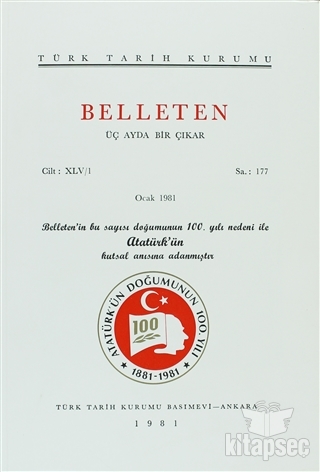 TÜRK TARİH KURUMU
BELLETEN
ÜÇ AYDA BİR ÇIKAR
Cilt : XLV/1
Sa.: 177
Ocak 1981
Belleten'in bu sayısı doğumunun 100. yılı nedeni ile
Atatürk'ün
kutsal anısına adanmıştır
ATATÜRK'ÜN DOĞUMUNUN 100. YILI
100
•1881-1981•
TÜRK TARİH KURUMU BASIMEVİ—ANKARA
1981
kitapsec
.com